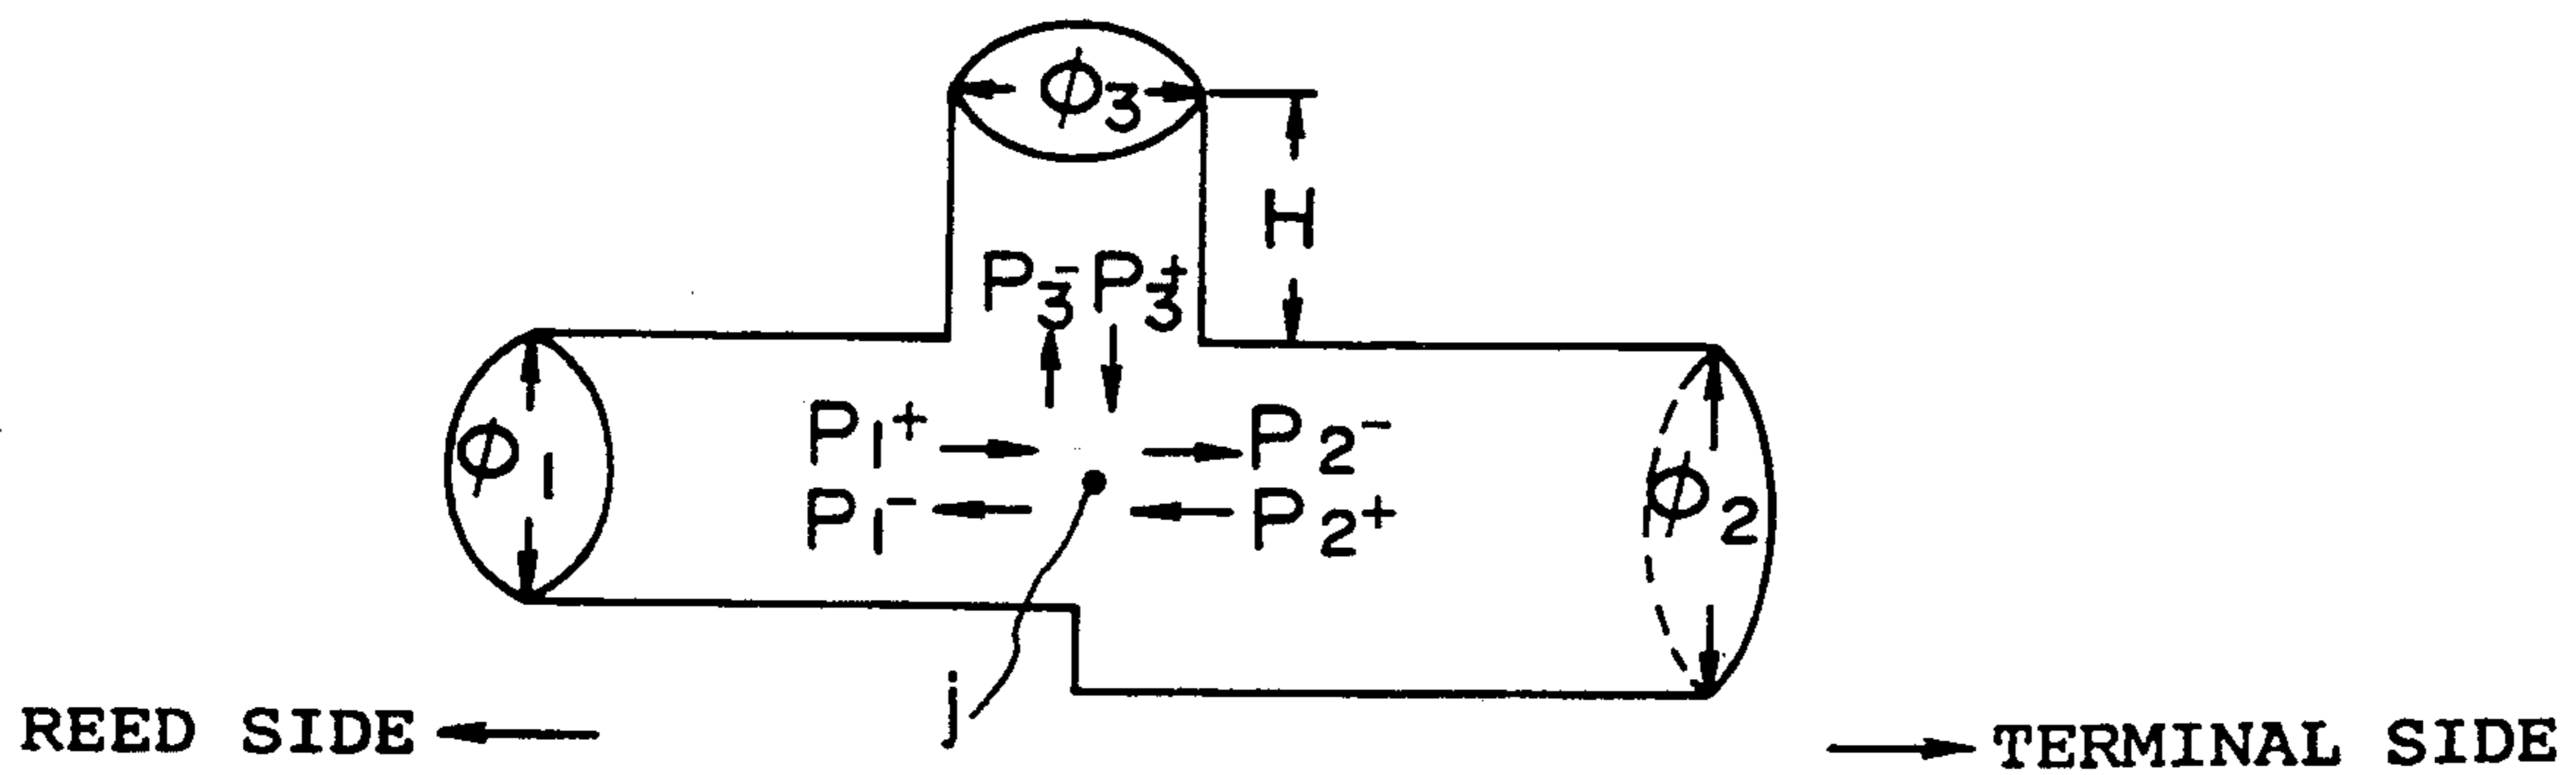 ϕ3
H
P3- P3+
P1+ P2-
ϕ1 ϕ2
P1- P2+
j
REED SIDE TERMINAL SIDE